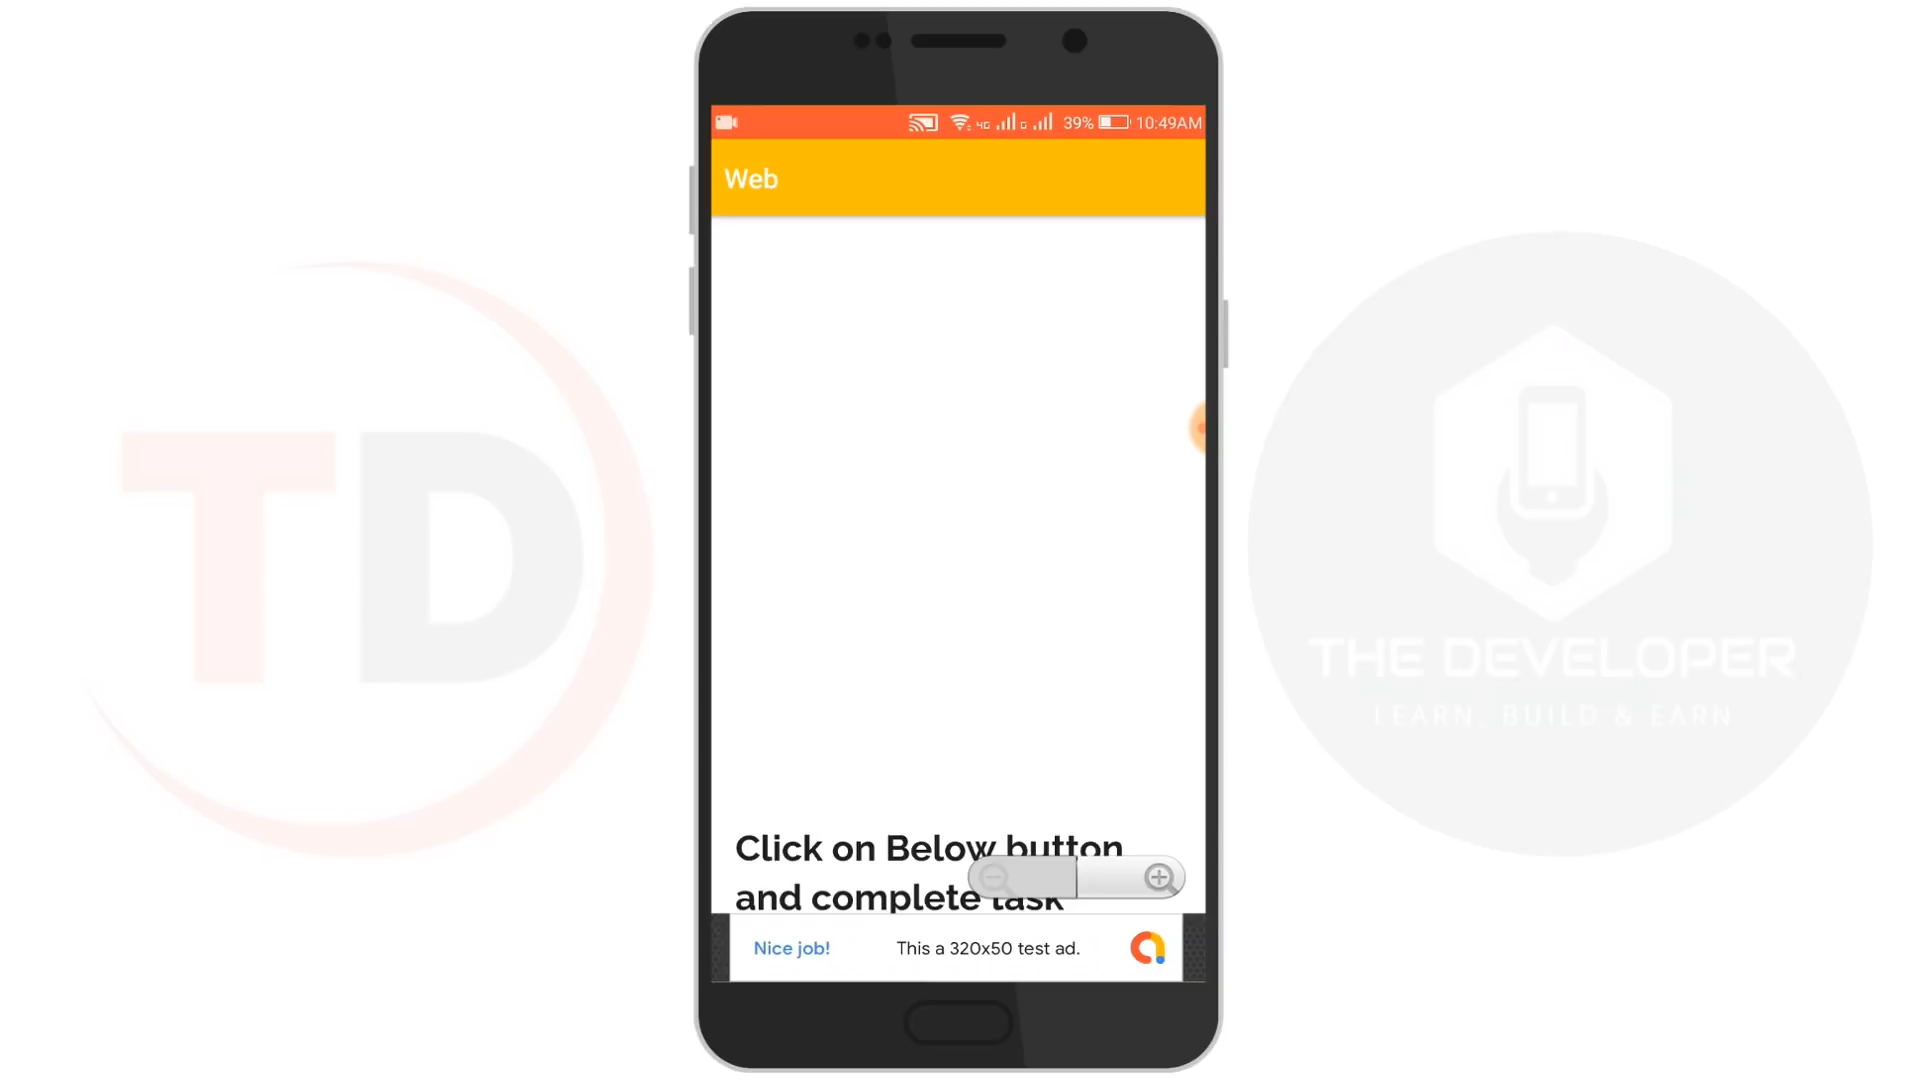 4G G 39% 10:49AM
Web
TD
THE DEVELOPER
LEARN, BUILD & EARN
Click on Below button
and complete task
Nice job! This a 320x50 test ad.